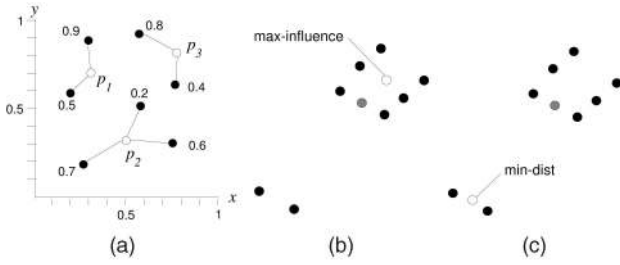 y
1
0.9
0.8
p1
p3
0.5
0.4
0.5
0.2
0.7
p2
0.6
x
0.5
1
(a)
max-influence
(b)
min-dist
(c)